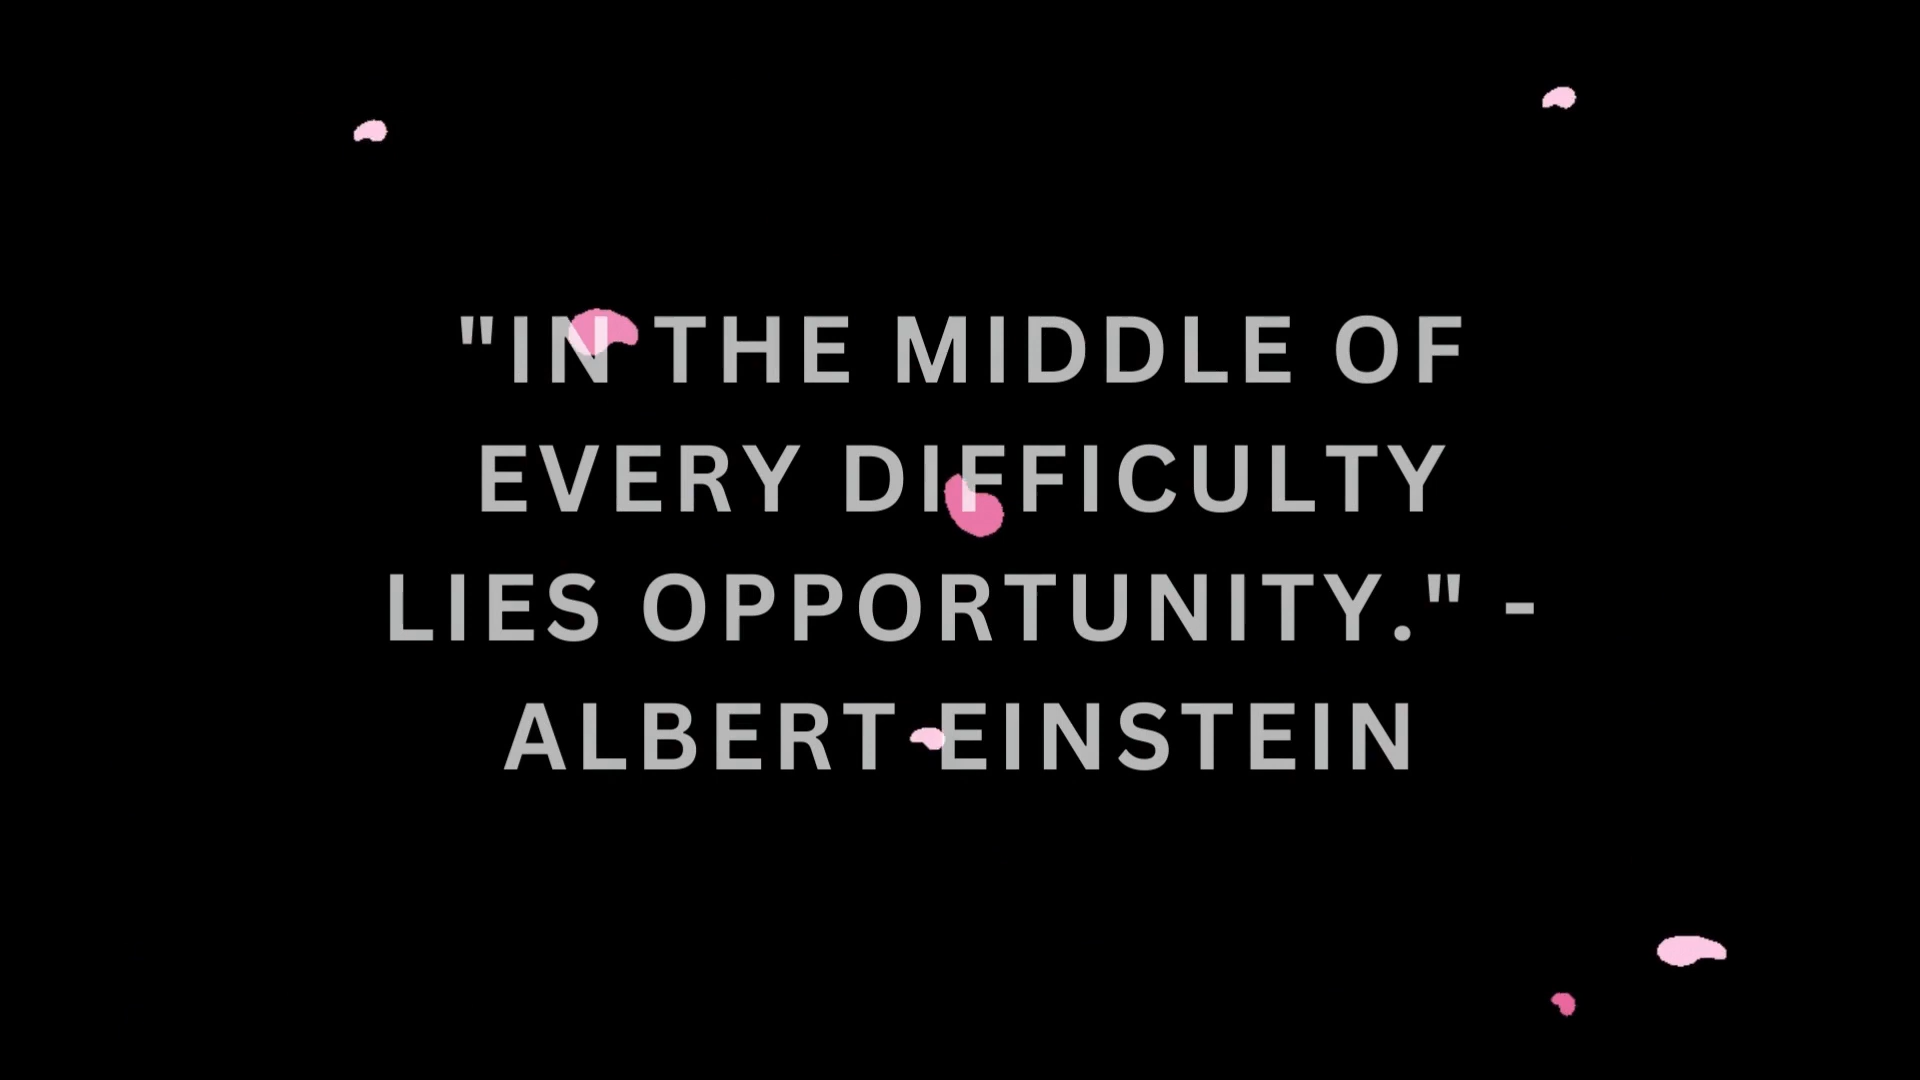 "IN THE MIDDLE OF
EVERY DIFFICULTY
LIES OPPORTUNITY." -
ALBERT EINSTEIN